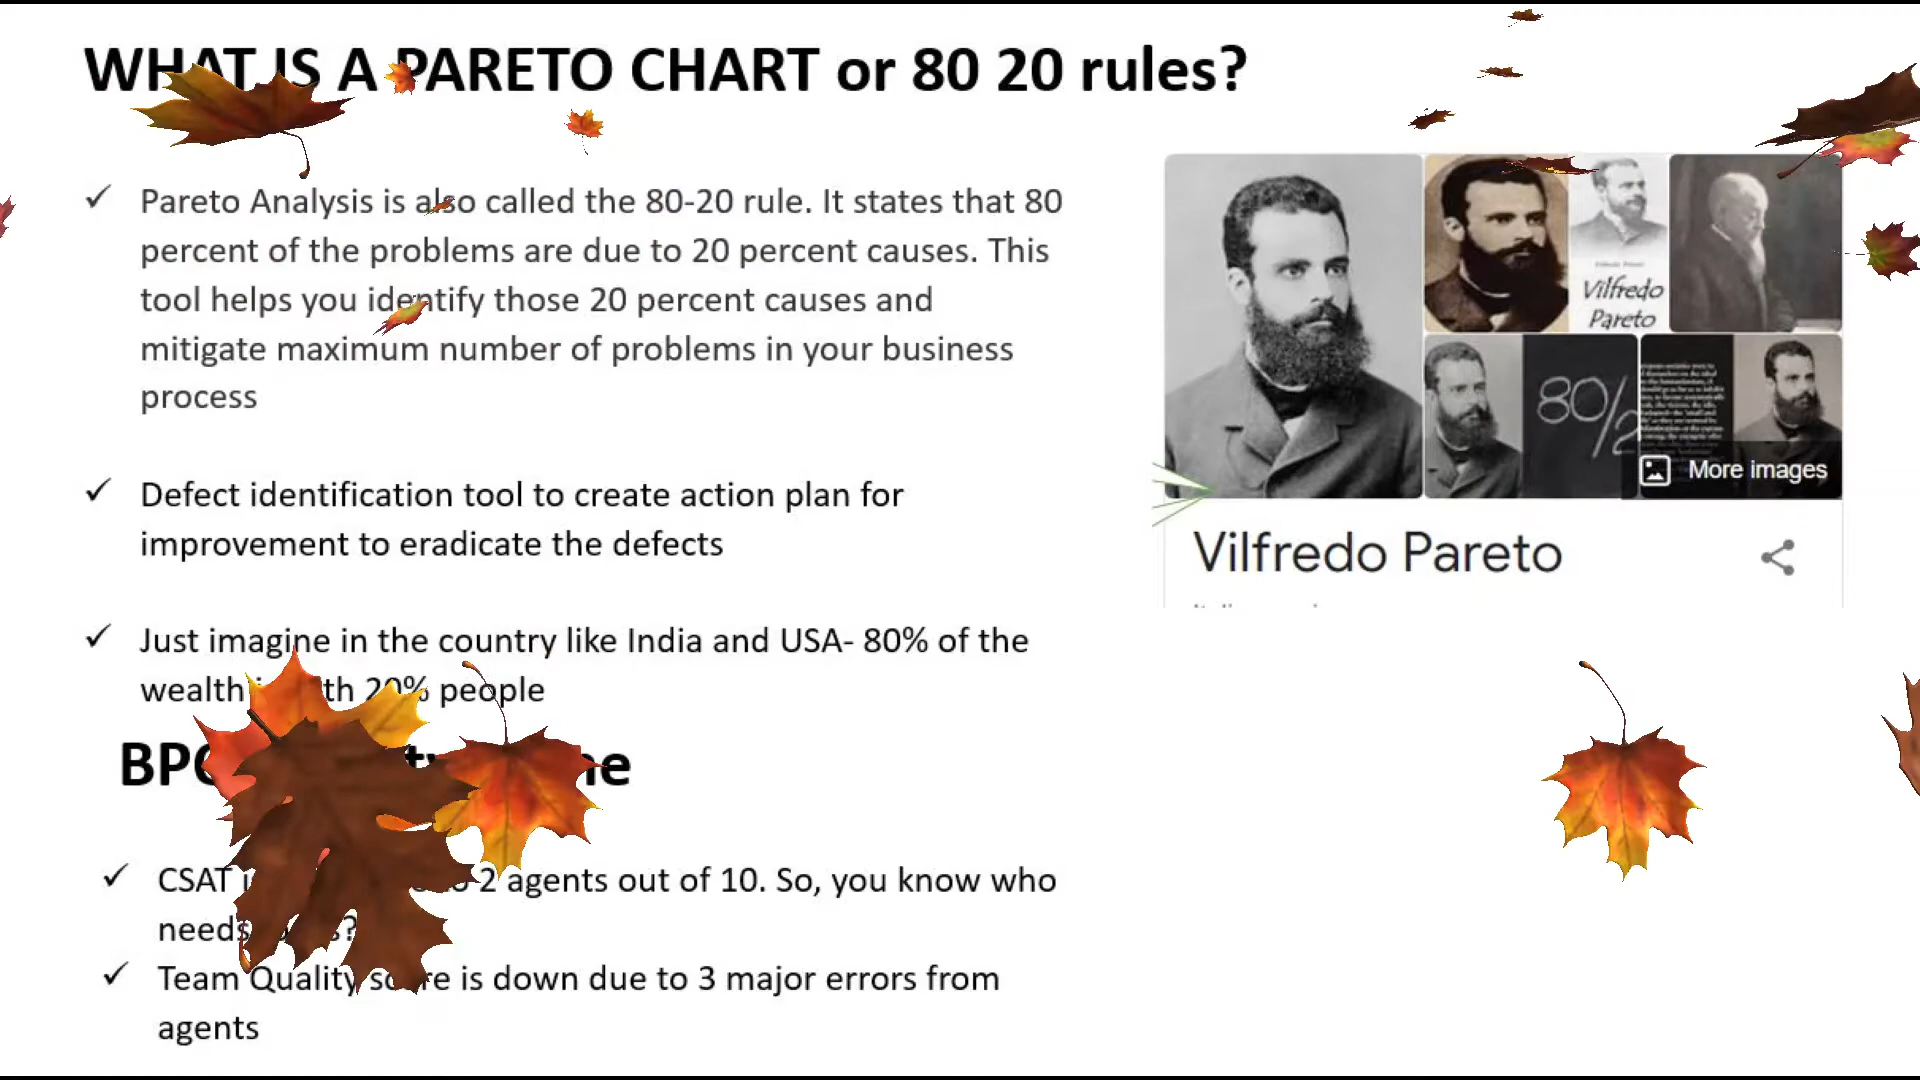 WHAT IS A PARETO CHART or 80 20 rules?
Pareto Analysis is also called the 80-20 rule. It states that 80
percent of the problems are due to 20 percent causes. This
tool helps you identify those 20 percent causes and
mitigate maximum number of problems in your business
process
Defect identification tool to create action plan for
improvement to eradicate the defects
Just imagine in the country like India and USA- 80% of the
wealth 20% people
CSAT 2 agents out of 10. So, you know who
needs
Team Quality score is down due to 3 major errors from
agents
Vilfredo
Pareto
80/2
More images
Vilfredo Pareto